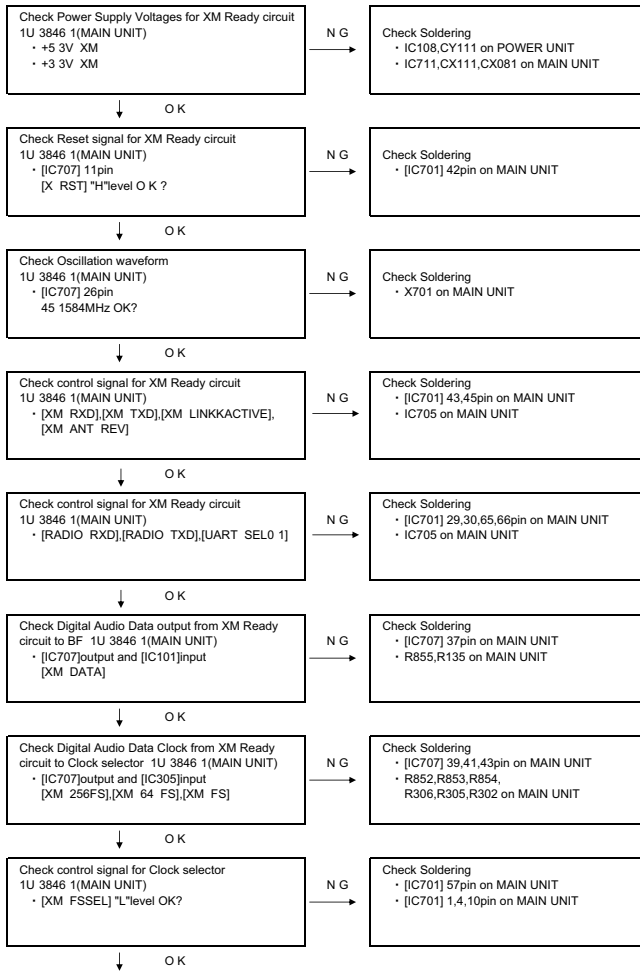 Check Power Supply Voltages for XM Ready circuit
1U 3846 1(MAIN UNIT)
・ +5 3V XM
・ +3 3V XM
N G
Check Soldering
・ IC108,CY111 on POWER UNIT
・ IC711,CX111,CX081 on MAIN UNIT
O K
Check Reset signal for XM Ready circuit
1U 3846 1(MAIN UNIT)
・ [IC707] 11pin
[X RST] "H"level O K ?
N G
Check Soldering
・ [IC701] 42pin on MAIN UNIT
O K
Check Oscillation waveform
1U 3846 1(MAIN UNIT)
・ [IC707] 26pin
45 1584MHz OK?
N G
Check Soldering
・ X701 on MAIN UNIT
O K
Check control signal for XM Ready circuit
1U 3846 1(MAIN UNIT)
・ [XM RXD],[XM TXD],[XM LINKKACTIVE],
[XM ANT REV]
N G
Check Soldering
・ [IC701] 43,45pin on MAIN UNIT
・ IC705 on MAIN UNIT
O K
Check control signal for XM Ready circuit
1U 3846 1(MAIN UNIT)
・ [RADIO RXD],[RADIO TXD],[UART SEL0 1]
N G
Check Soldering
・ [IC701] 29,30,65,66pin on MAIN UNIT
・ IC705 on MAIN UNIT
O K
Check Digital Audio Data output from XM Ready
circuit to BF 1U 3846 1(MAIN UNIT)
・ [IC707]output and [IC101]input
[XM DATA]
N G
Check Soldering
・ [IC707] 37pin on MAIN UNIT
・ R855,R135 on MAIN UNIT
O K
Check Digital Audio Data Clock from XM Ready
circuit to Clock selector 1U 3846 1(MAIN UNIT)
・ [IC707]output and [IC305]input
[XM 256FS],[XM 64 FS],[XM FS]
N G
Check Soldering
・ [IC707] 39,41,43pin on MAIN UNIT
・ R852,R853,R854,
R306,R305,R302 on MAIN UNIT
O K
Check control signal for Clock selector
1U 3846 1(MAIN UNIT)
・ [XM FSSEL] "L"level OK?
N G
Check Soldering
・ [IC701] 57pin on MAIN UNIT
・ [IC701] 1,4,10pin on MAIN UNIT
O K